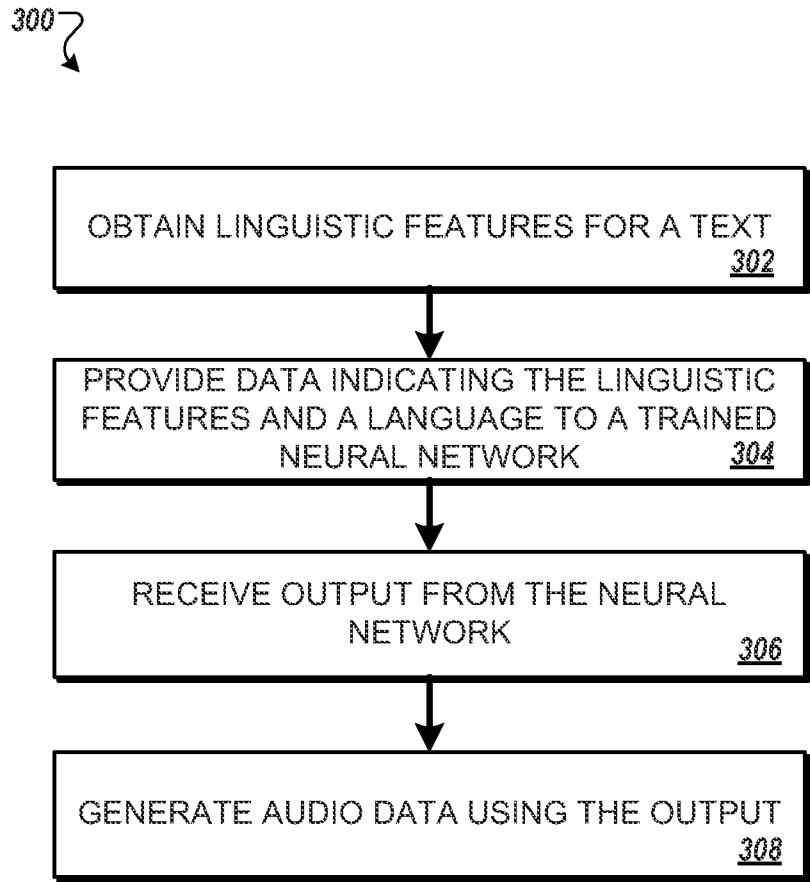 300
OBTAIN LINGUISTIC FEATURES FOR A TEXT
302
PROVIDE DATA INDICATING THE LINGUISTIC
FEATURES AND A LANGUAGE TO A TRAINED
NEURAL NETWORK 304
RECEIVE OUTPUT FROM THE NEURAL
NETWORK
306
GENERATE AUDIO DATA USING THE OUTPUT
308